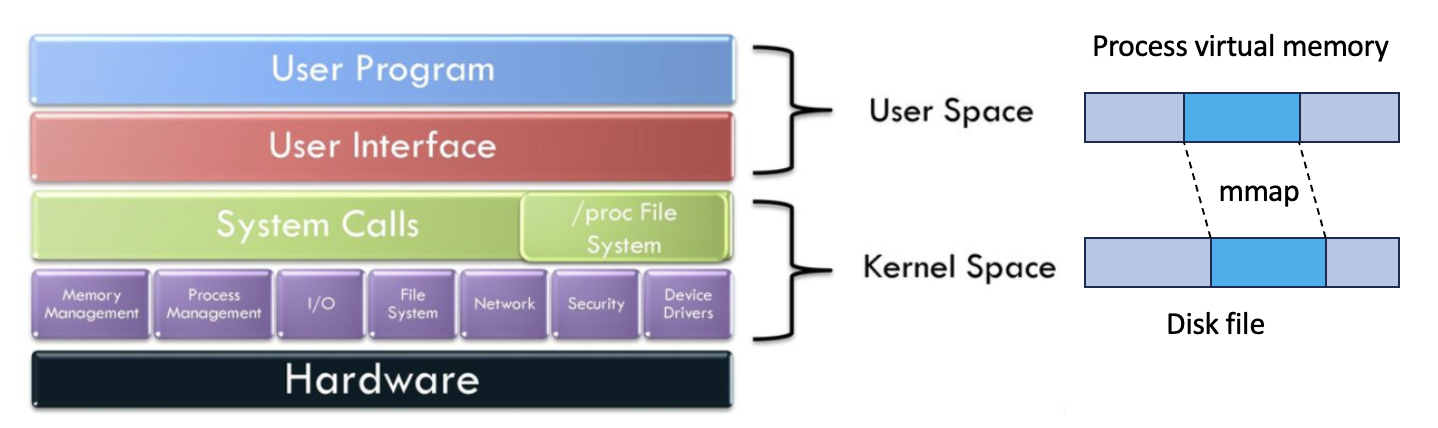 User Program
User Interface
System Calls
/proc File
System
Memory
Management
Process
Management
I/O
File
System
Network
Security
Device
Drivers
Hardware
User Space
Kernel Space
Process virtual memory
mmap
Disk file